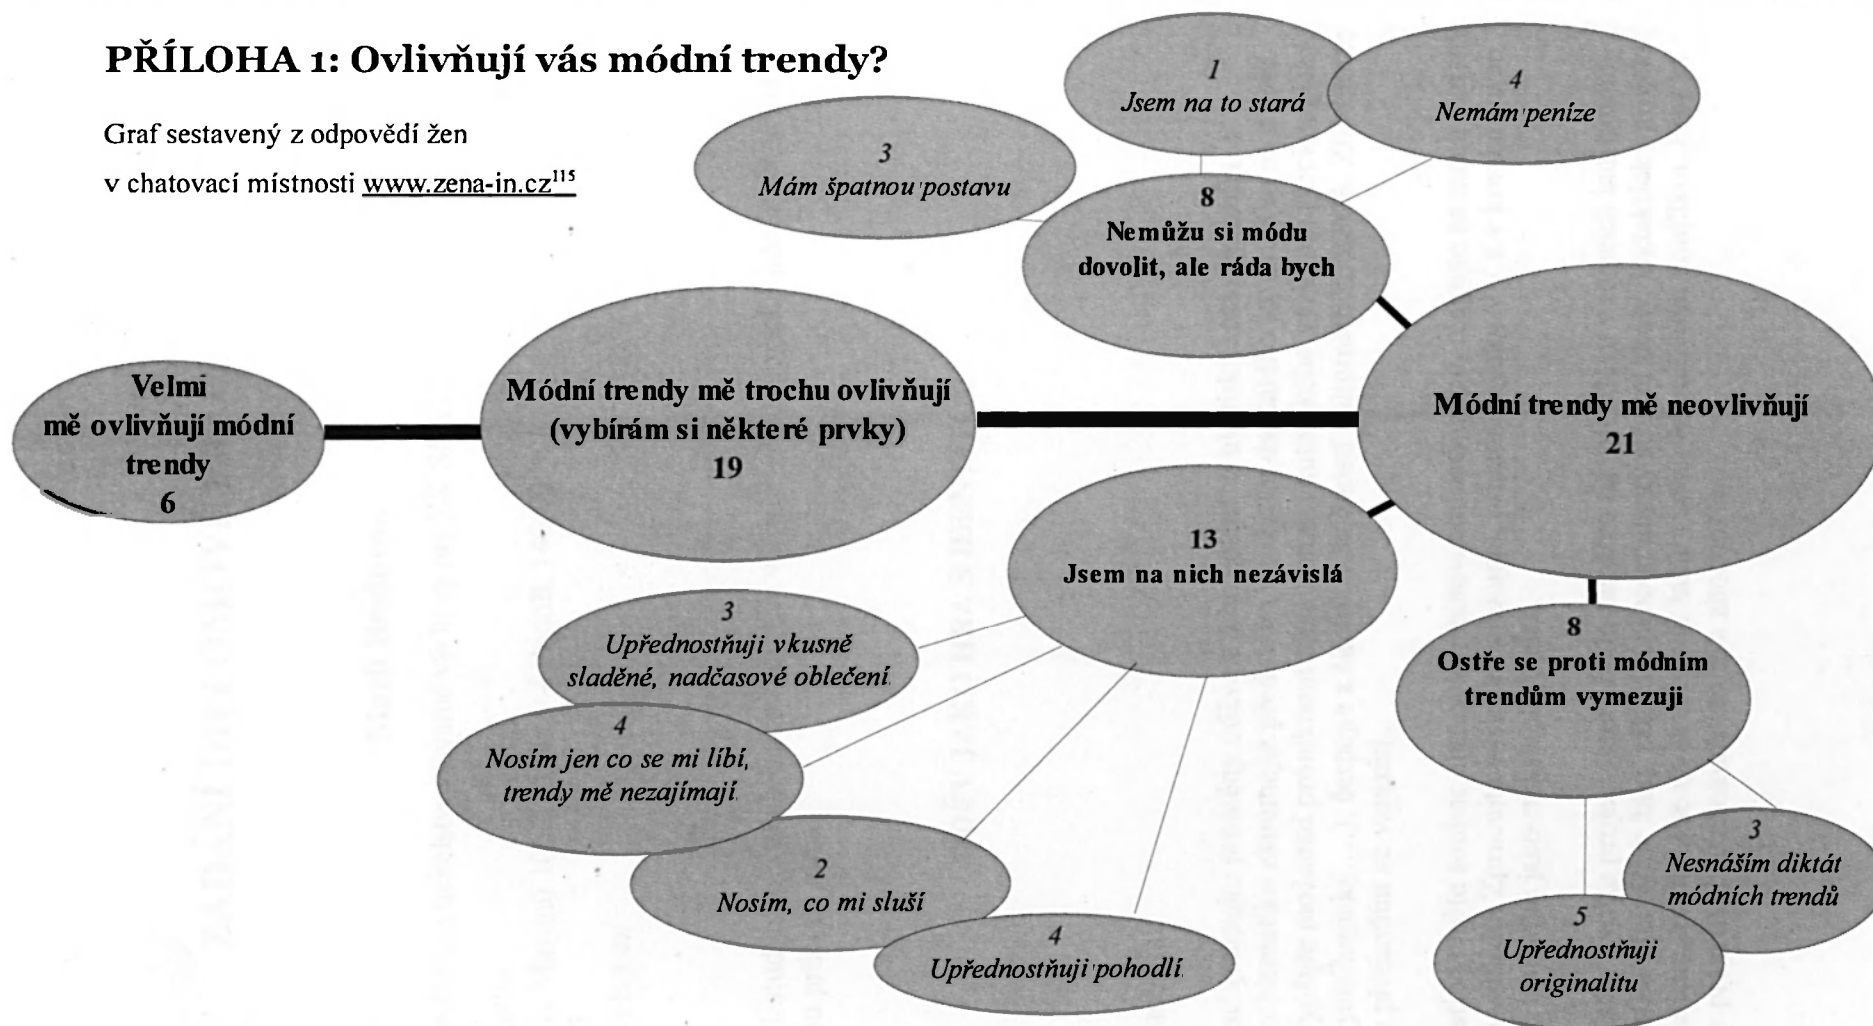 PŘÍLOHA 1: Ovlivňují vás módní trendy?
Graf sestavený z odpovědí žen
v chatovací místnosti www.zena-in.cz¹¹⁵
1
Jsem na to stará
4
Nemám peníze
3
Mám špatnou postavu
8
Nemůžu si módu
dovolit, ale ráda bych
Velmi
mě ovlivňují módní
trendy
6
Módní trendy mě trochu ovlivňují
(vybírám si některé prvky)
19
Módní trendy mě neovlivňují
21
13
Jsem na nich nezávislá
3
Upřednostňuji vkusně
sladěné, nadčasové oblečení
4
Nosím jen co se mi líbí,
trendy mě nezajímají
2
Nosím, co mi sluší
4
Upřednostňuji pohodlí
8
Ostře se proti módním
trendům vymezuji
3
Nesnáším diktát
módních trendů
5
Upřednostňuji
originalitu